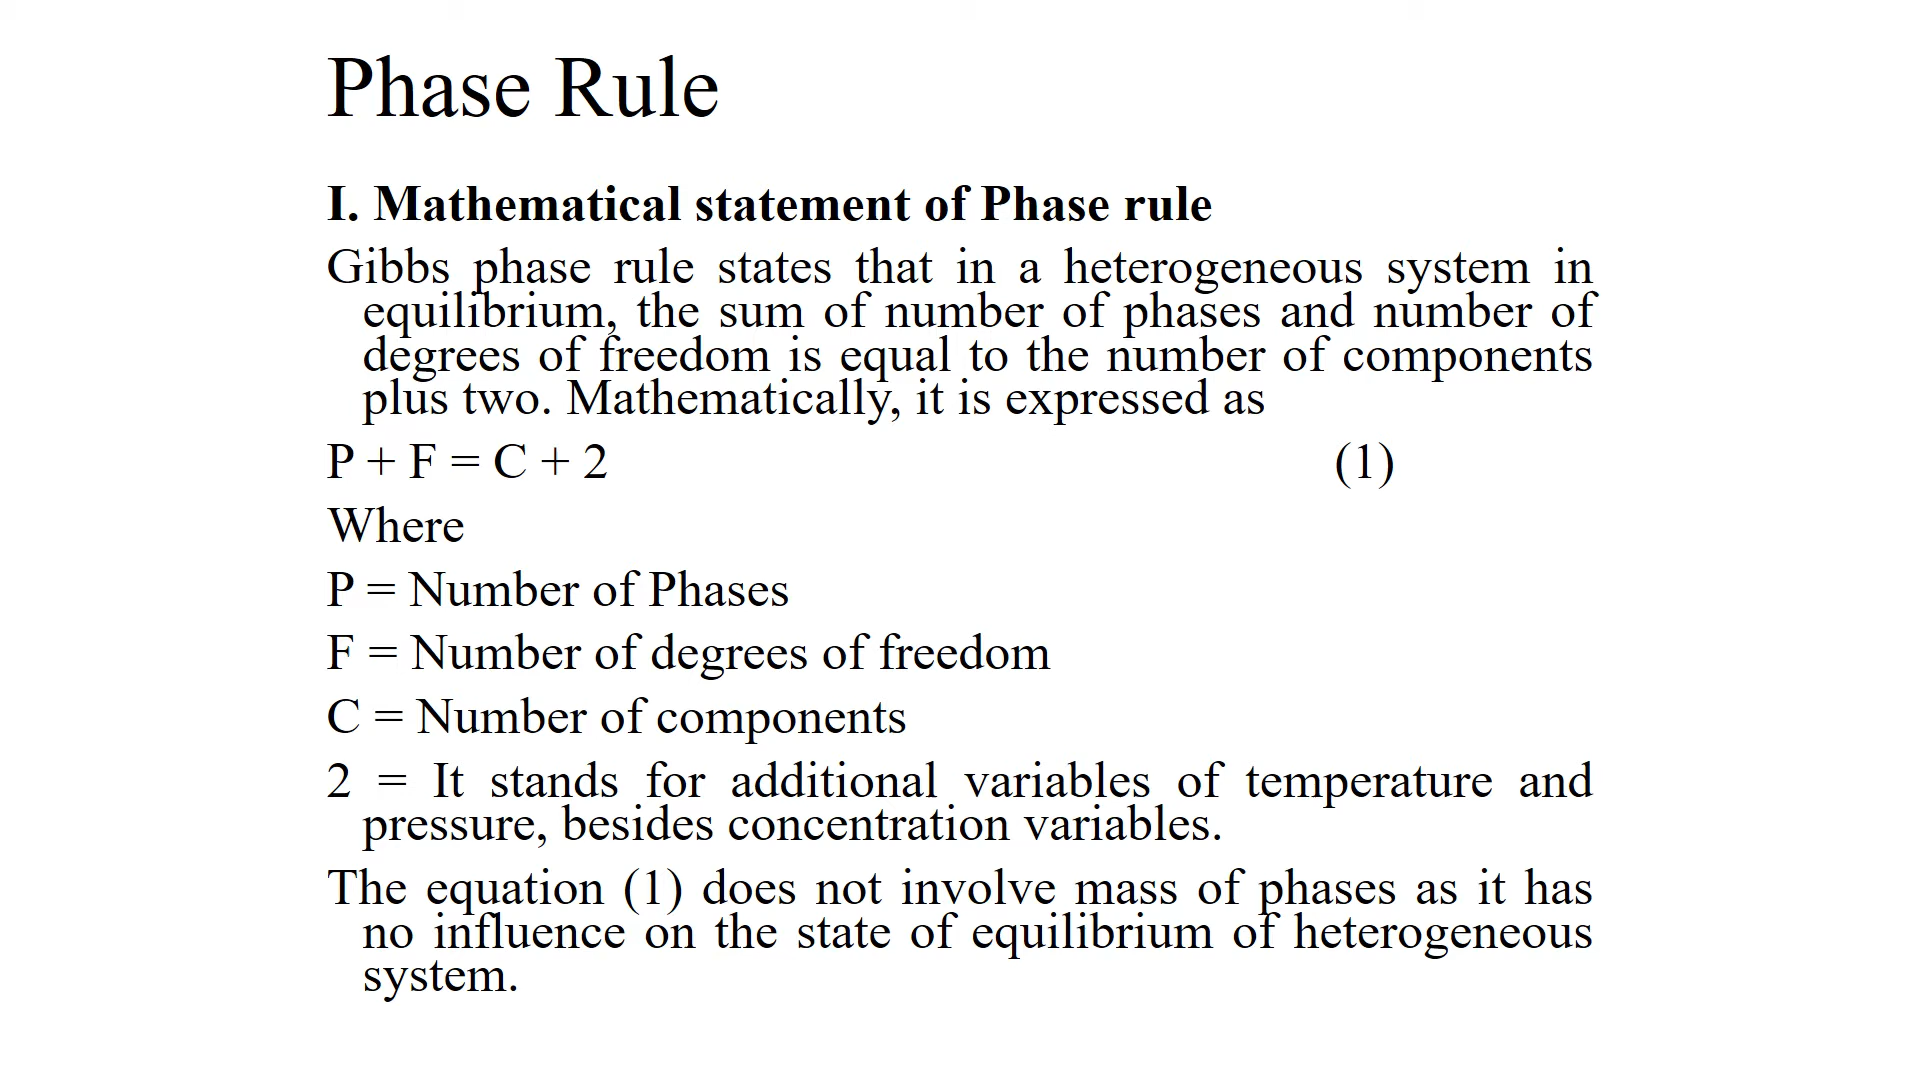 Phase Rule
I. Mathematical statement of Phase rule
Gibbs phase rule states that in a heterogeneous system in
equilibrium, the sum of number of phases and number of
degrees of freedom is equal to the number of components
plus two. Mathematically, it is expressed as
P + F = C + 2 (1)
Where
P = Number of Phases
F = Number of degrees of freedom
C = Number of components
2 = It stands for additional variables of temperature and
pressure, besides concentration variables.
The equation (1) does not involve mass of phases as it has
no influence on the state of equilibrium of heterogeneous
system.